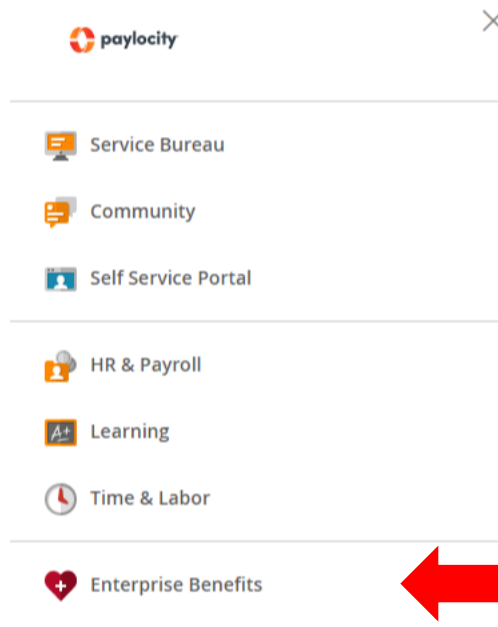 paylocity
Service Bureau
Community
Self Service Portal
HR & Payroll
A+
Learning
Time & Labor
Enterprise Benefits